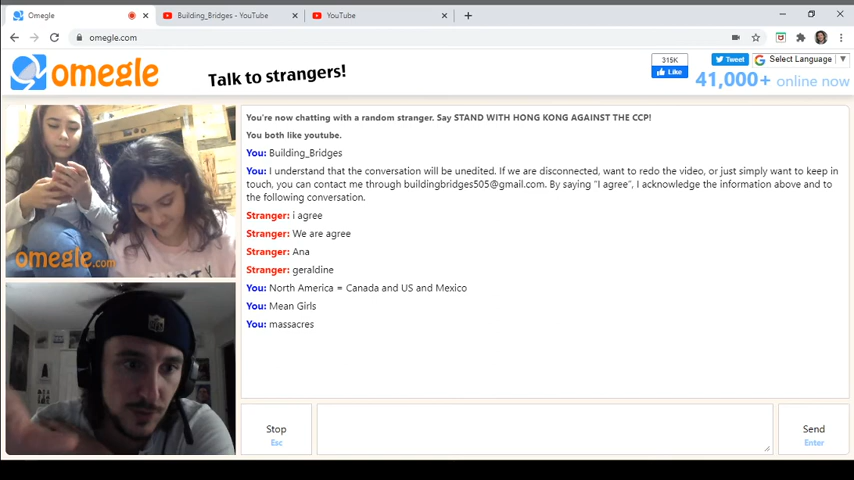 Omegle
Building_Bridges - YouTube
YouTube
omegle.com
omegle
Talk to strangers!
315K
Like
Tweet
Select Language
41,000+ online now
You're now chatting with a random stranger. Say STAND WITH HONG KONG AGAINST THE CCP!
You both like youtube.
You: Building_Bridges
You: I understand that the conversation will be unedited. If we are disconnected, want to redo the video, or just simply want to keep in
touch, you can contact me through buildingbridges505@gmail.com. By saying "I agree", I acknowledge the information above and to
the following conversation.
Stranger: i agree
Stranger: We are agree
Stranger: Ana
Stranger: geraldine
You: North America = Canada and US and Mexico
You: Mean Girls
You: massacres
omegle.com
Stop
Esc
Send
Enter